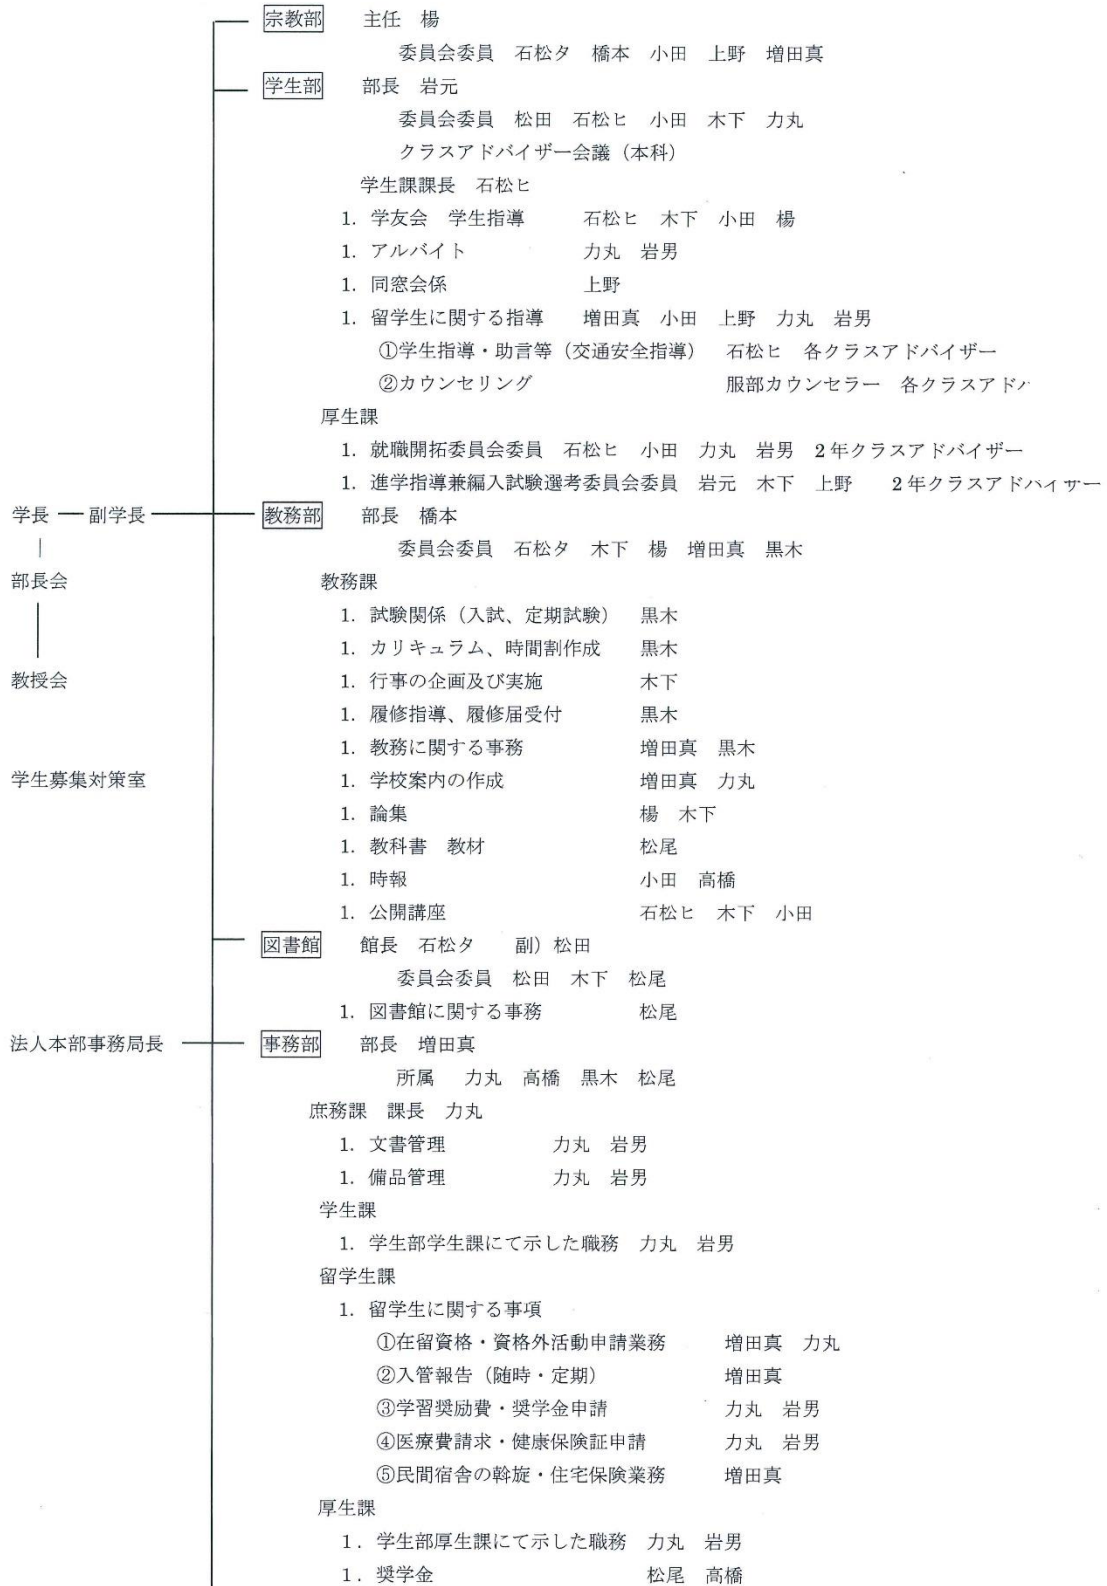 宗教部　主任　楊
委員会委員　石松タ　橋本　小田　上野　増田真
学生部　部長　岩元
委員会委員　松田　石松ヒ　小田　木下　力丸
クラスアドバイザー会議（本科）
学生課課長　石松ヒ
1. 学友会　学生指導　石松ヒ　木下　小田　楊
1. アルバイト　力丸　岩男
1. 同窓会係　上野
1. 留学生に関する指導　増田真　小田　上野　力丸　岩男
①学生指導・助言等（交通安全指導）　石松ヒ　各クラスアドバイザー
②カウンセリング　服部カウンセラー　各クラスアド
厚生課
1. 就職開拓委員会委員　石松ヒ　小田　力丸　岩男　2年クラスアドバイザー
1. 進学指導兼編入試験選考委員会委員　岩元　木下　上野　2年クラスアドバイザー
学長　副学長　教務部　部長　橋本
委員会委員　石松タ　木下　楊　増田真　黒木
部長会　教務課
1. 試験関係（入試、定期試験）　黒木
1. カリキュラム、時間割作成　黒木
教授会　1. 行事の企画及び実施　木下
1. 履修指導、履修届受付　黒木
1. 教務に関する事務　増田真　黒木
学生募集対策室　1. 学校案内の作成　増田真　力丸
1. 論集　楊　木下
1. 教科書　教材　松尾
1. 時報　小田　高橋
1. 公開講座　石松ヒ　木下　小田
図書館　館長　石松タ　副）松田
委員会委員　松田　木下　松尾
1. 図書館に関する事務　松尾
法人本部事務局長　事務部　部長　増田真
所属　力丸　高橋　黒木　松尾
庶務課　課長　力丸
1. 文書管理　力丸　岩男
1. 備品管理　力丸　岩男
学生課
1. 学生部学生課にて示した職務　力丸　岩男
留学生課
1. 留学生に関する事項
①在留資格・資格外活動申請業務　増田真　力丸
②入管報告（随時・定期）　増田真
③学習奨励費・奨学金申請　力丸　岩男
④医療費請求・健康保険証申請　力丸　岩男
⑤民間宿舎の斡旋・住宅保険業務　増田真
厚生課
1. 学生部厚生課にて示した職務　力丸　岩男
1. 奨学金　松尾　高橋